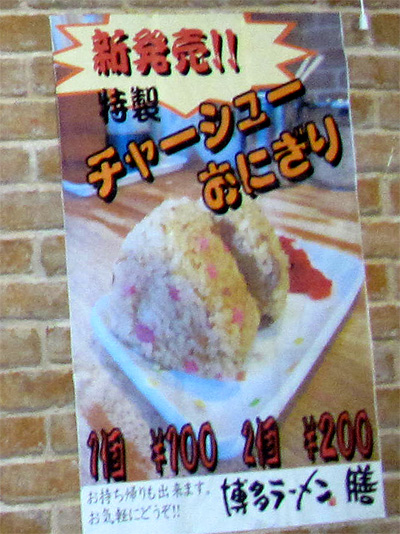 新発売!!
特製
チャーシュー
おにぎり
1個 ¥100 2個 ¥200
お持ち帰りも出来ます。
お気軽にどうぞ!!
博多ラーメン 膳